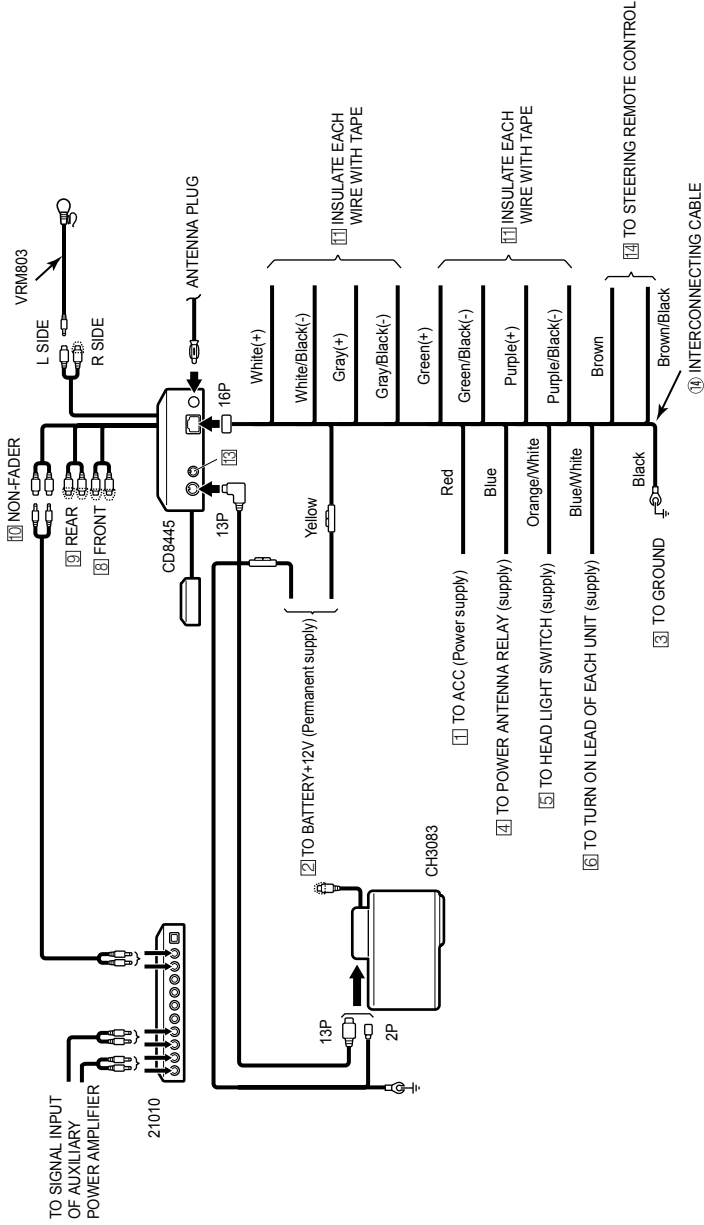 TO SIGNAL INPUT
OF AUXILIARY
POWER AMPLIFIER
21010
10 NON-FADER
9 REAR
8 FRONT
VRM803
L SIDE
R SIDE
CD8445
ANTENNA PLUG
16P
13
13P
13P
2P
CH3083
2 TO BATTERY+12V (Permanent supply)
Yellow
White(+)
White/Black(-)
Gray(+)
Gray/Black(-)
11 INSULATE EACH
WIRE WITH TAPE
Green(+)
Green/Black(-)
Purple(+)
Purple/Black(-)
11 INSULATE EACH
WIRE WITH TAPE
1 TO ACC (Power supply)
Red
4 TO POWER ANTENNA RELAY (supply)
Blue
5 TO HEAD LIGHT SWITCH (supply)
Orange/White
6 TO TURN ON LEAD OF EACH UNIT (supply)
Blue/White
Brown
Brown/Black
14 TO STEERING REMOTE CONTROL
3 TO GROUND
Black
⑭ INTERCONNECTING CABLE